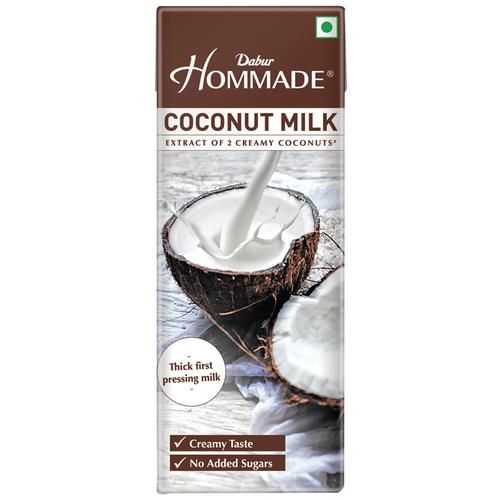 Dabur
HOMMADE®
COCONUT MILK
EXTRACT OF 2 CREAMY COCONUTS#
Thick first
pressing milk
✓ Creamy Taste
✓ No Added Sugars